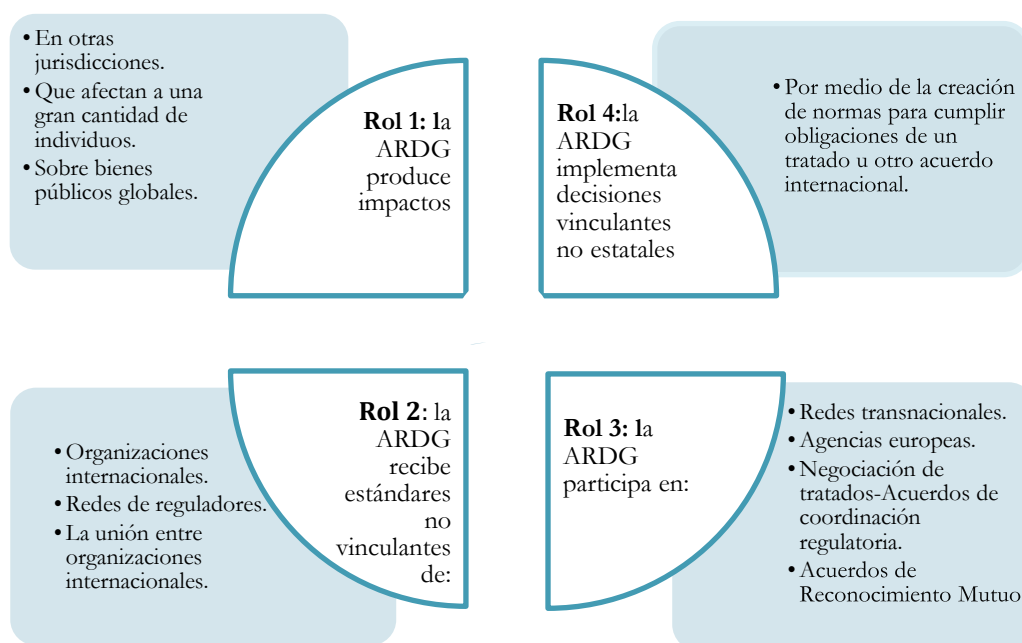 • En otras
jurisdicciones.
• Que afectan a una
gran cantidad de
individuos.
• Sobre bienes
públicos globales.
Rol 1: la
ARDG
produce
impactos
Rol 4:la
ARDG
implementa
decisiones
vinculantes
no estatales
• Por medio de la creación
de normas para cumplir
obligaciones de un
tratado u otro acuerdo
internacional.
• Organizaciones
internacionales.
• Redes de reguladores.
• La unión entre
organizaciones
internacionales.
Rol 2: la
ARDG
recibe
estándares
no
vinculantes
de:
Rol 3: la
ARDG
participa en:
• Redes transnacionales.
• Agencias europeas.
• Negociación de
tratados-Acuerdos de
coordinación
regulatoria.
• Acuerdos de
Reconocimiento Mutuo